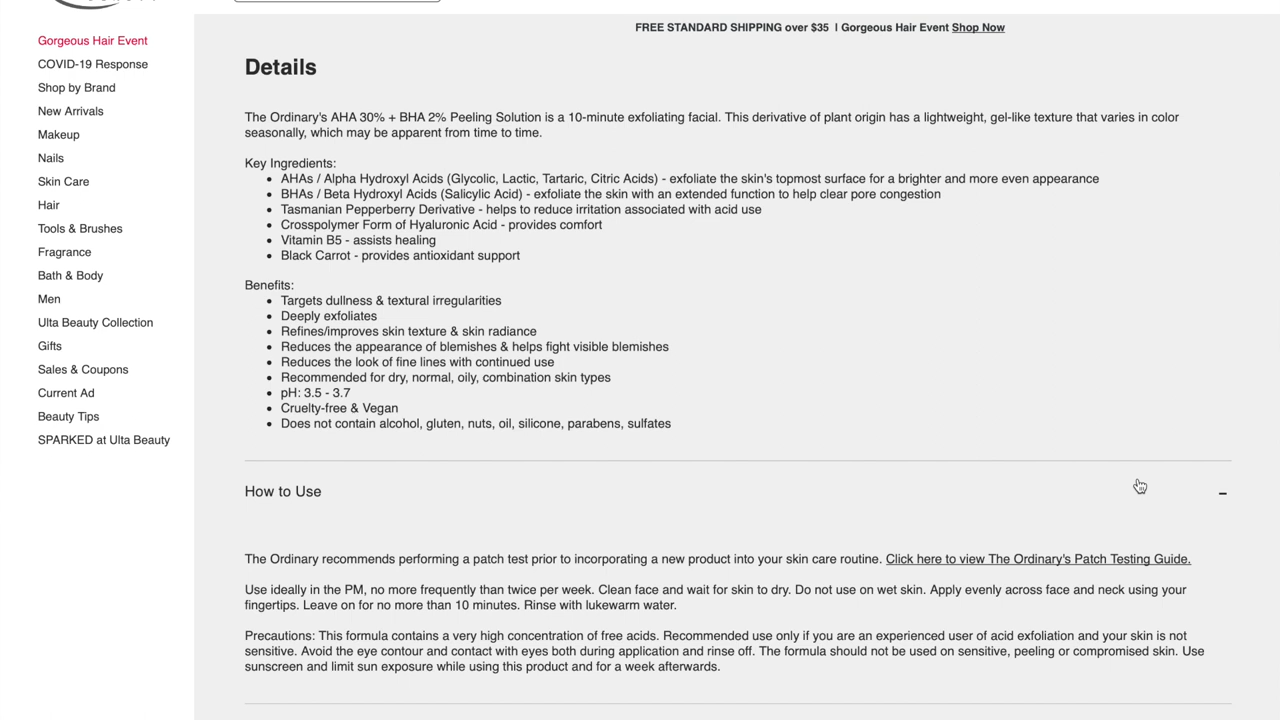 FREE STANDARD SHIPPING over $35 | Gorgeous Hair Event Shop Now
Gorgeous Hair Event
COVID-19 Response
Shop by Brand
New Arrivals
Makeup
Nails
Skin Care
Hair
Tools & Brushes
Fragrance
Bath & Body
Men
Ulta Beauty Collection
Gifts
Sales & Coupons
Current Ad
Beauty Tips
SPARKED at Ulta Beauty
Details
The Ordinary's AHA 30% + BHA 2% Peeling Solution is a 10-minute exfoliating facial. This derivative of plant origin has a lightweight, gel-like texture that varies in color
seasonally, which may be apparent from time to time.
Key Ingredients:
• AHAs / Alpha Hydroxyl Acids (Glycolic, Lactic, Tartaric, Citric Acids) - exfoliate the skin's topmost surface for a brighter and more even appearance
• BHAs / Beta Hydroxyl Acids (Salicylic Acid) - exfoliate the skin with an extended function to help clear pore congestion
• Tasmanian Pepperberry Derivative - helps to reduce irritation associated with acid use
• Crosspolymer Form of Hyaluronic Acid - provides comfort
• Vitamin B5 - assists healing
• Black Carrot - provides antioxidant support
Benefits:
• Targets dullness & textural irregularities
• Deeply exfoliates
• Refines/improves skin texture & skin radiance
• Reduces the appearance of blemishes & helps fight visible blemishes
• Reduces the look of fine lines with continued use
• Recommended for dry, normal, oily, combination skin types
• pH: 3.5 - 3.7
• Cruelty-free & Vegan
• Does not contain alcohol, gluten, nuts, oil, silicone, parabens, sulfates
How to Use
The Ordinary recommends performing a patch test prior to incorporating a new product into your skin care routine. Click here to view The Ordinary's Patch Testing Guide.
Use ideally in the PM, no more frequently than twice per week. Clean face and wait for skin to dry. Do not use on wet skin. Apply evenly across face and neck using your
fingertips. Leave on for no more than 10 minutes. Rinse with lukewarm water.
Precautions: This formula contains a very high concentration of free acids. Recommended use only if you are an experienced user of acid exfoliation and your skin is not
sensitive. Avoid the eye contour and contact with eyes both during application and rinse off. The formula should not be used on sensitive, peeling or compromised skin. Use
sunscreen and limit sun exposure while using this product and for a week afterwards.